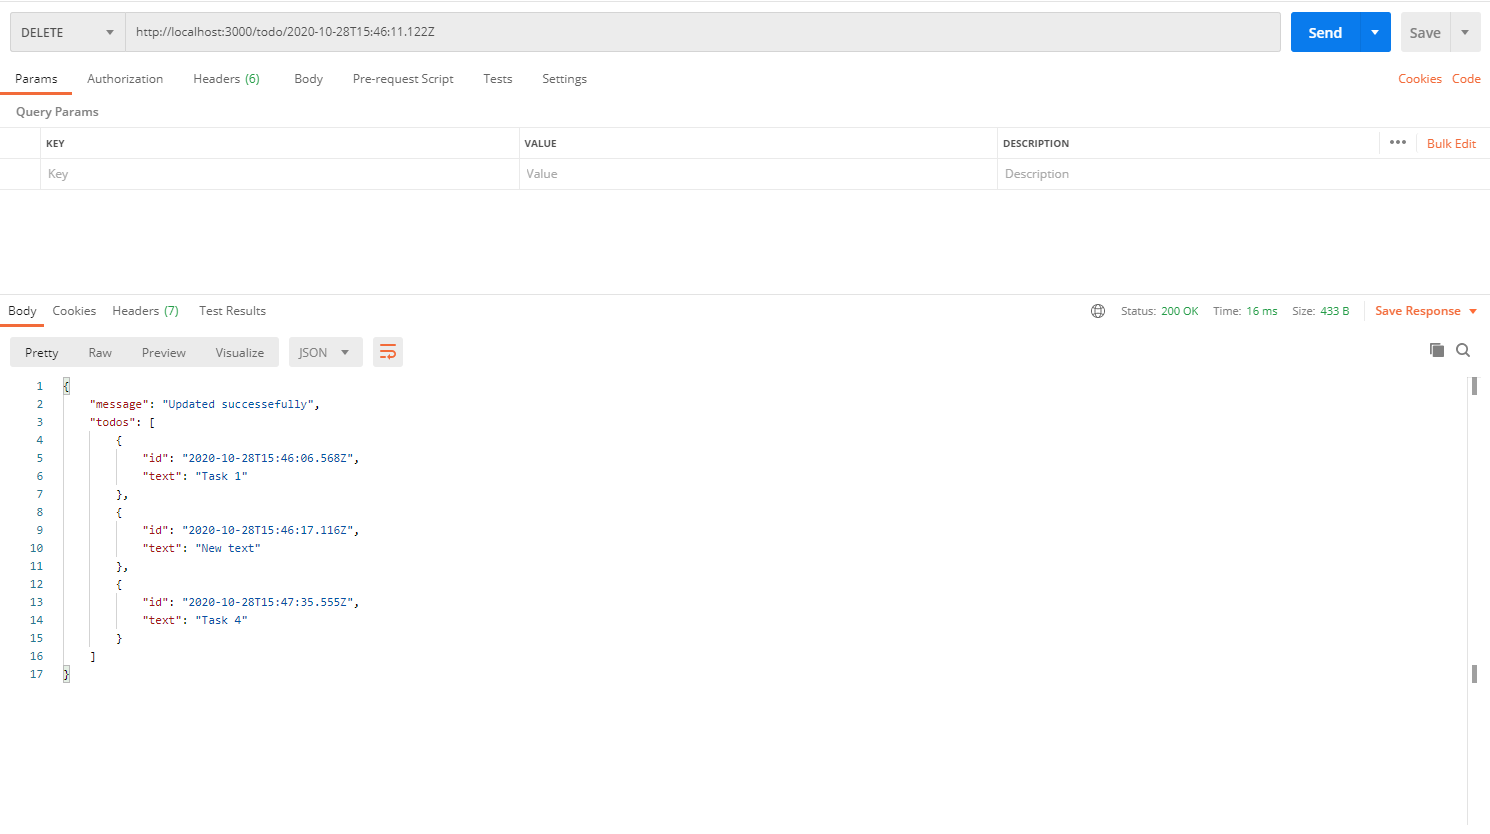 DELETE http://localhost:3000/todo/2020-10-28T15:46:11.122Z Send Save
Params Authorization Headers (6) Body Pre-request Script Tests Settings Cookies Code
Query Params
KEY VALUE DESCRIPTION ••• Bulk Edit
Key Value Description
Body Cookies Headers (7) Test Results Status: 200 OK Time: 16 ms Size: 433 B Save Response
Pretty Raw Preview Visualize JSON
1 {
2 "message": "Updated successefully",
3 "todos": [
4 {
5 "id": "2020-10-28T15:46:06.568Z",
6 "text": "Task 1"
7 },
8 {
9 "id": "2020-10-28T15:46:17.116Z",
10 "text": "New text"
11 },
12 {
13 "id": "2020-10-28T15:47:35.555Z",
14 "text": "Task 4"
15 }
16 ]
17 }